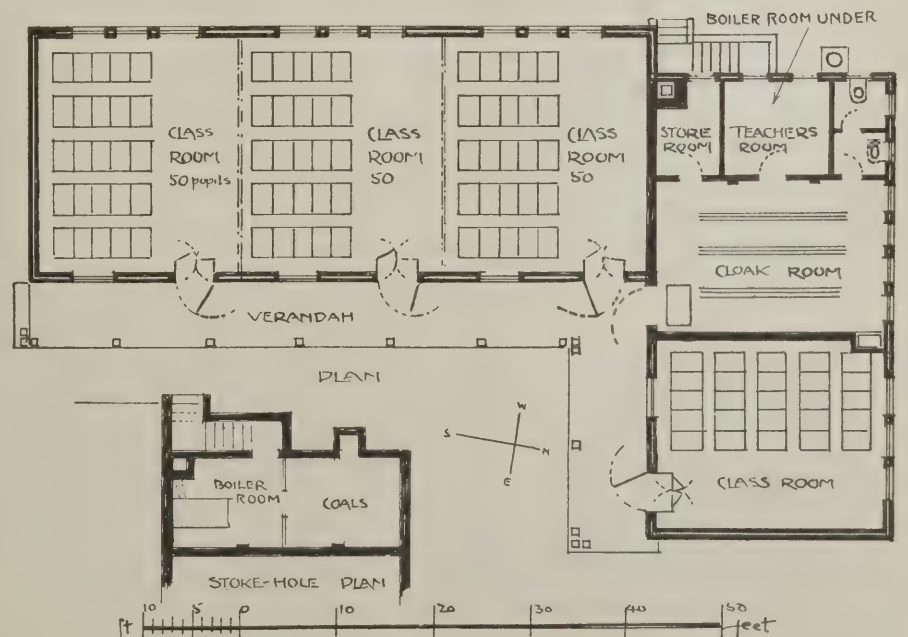 BOILER ROOM UNDER
CLASS
ROOM
50 pupils
CLASS
ROOM
50
CLASS
ROOM
50
STORE
ROOM
TEACHERS
ROOM
CLOAK ROOM
VERANDAH
PLAN
W
S
N
E
BOILER
ROOM
COALS
CLASS ROOM
STOKE-HOLE PLAN
ft 10 5 0 10 20 30 40 50 feet